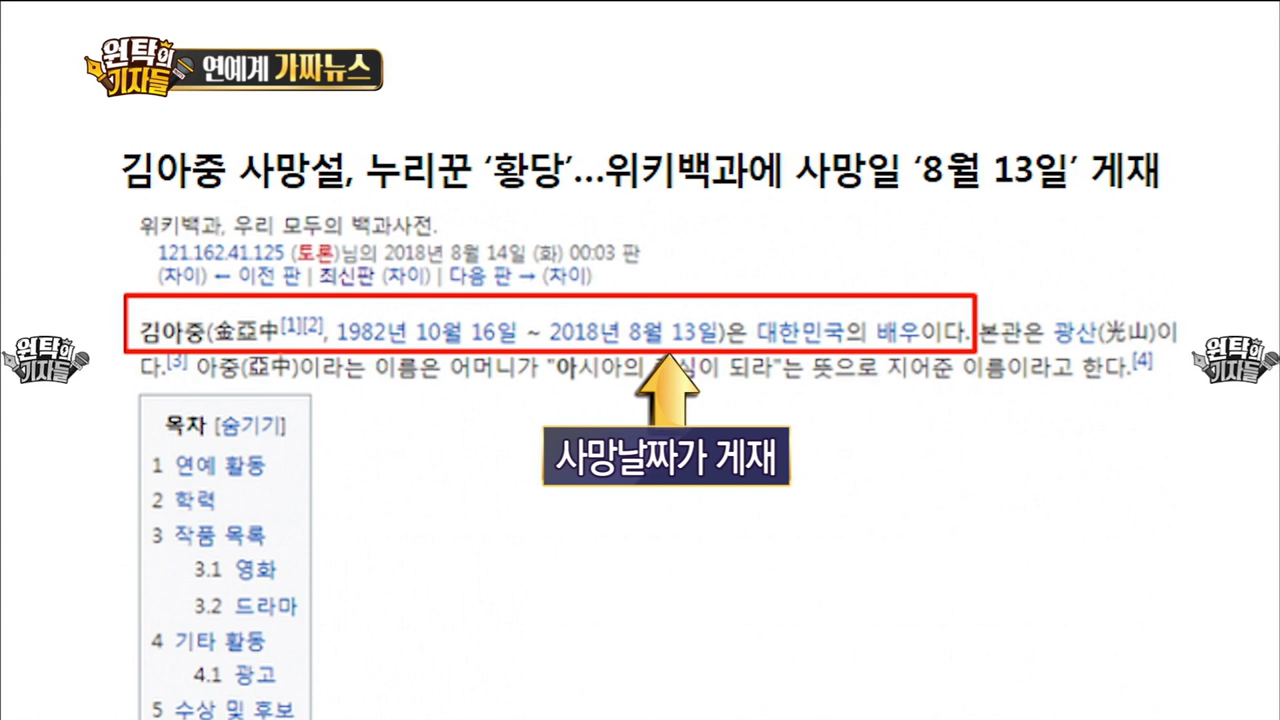 원탁의
기자들
연예계 가짜뉴스
김아중 사망설, 누리꾼 ‘황당’...위키백과에 사망일 ‘8월 13일’ 게재
위키백과, 우리 모두의 백과사전.
121.162.41.125 (토론)님의 2018년 8월 14일 (화) 00:03 판
(차이) ← 이전 판 | 최신판 (차이) | 다음 판 → (차이)
김아중(金亞中[1][2], 1982년 10월 16일 ~ 2018년 8월 13일)은 대한민국의 배우이다. 본관은 광산(光山)이
다.[3] 아중(亞中)이라는 이름은 어머니가 "아시아의 되라"는 뜻으로 지어준 이름이라고 한다.[4]
사망날짜가 게재
목차 [숨기기]
1 연예 활동
2 학력
3 작품 목록
3.1 영화
3.2 드라마
4 기타 활동
4.1 광고
5 수상 및 후보
원탁의
기자들
원탁의
기자들